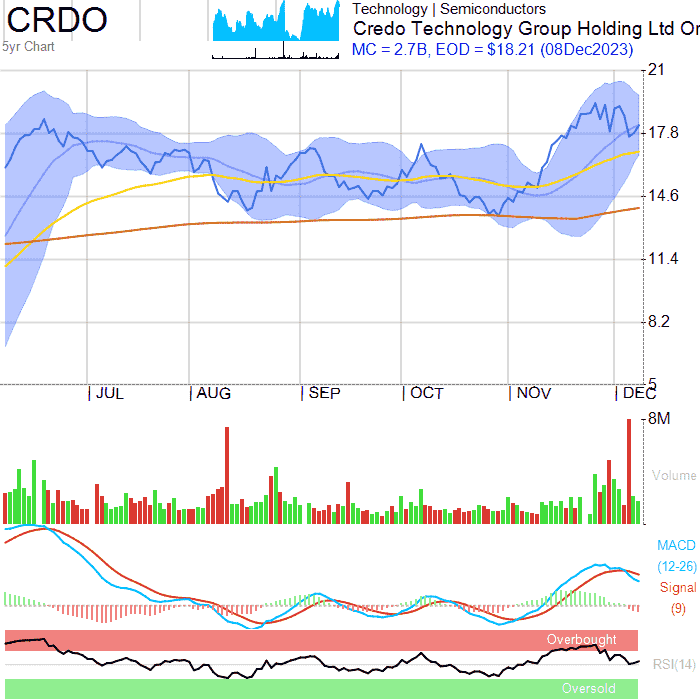 CRDO
5yr Chart
Technology | Semiconductors
Credo Technology Group Holding Ltd Or
MC = 2.7B, EOD = $18.21 (08Dec2023)
21
17.8
14.6
11.4
8.2
5
JUL AUG SEP OCT NOV DEC
8M
Volume
MACD
(12-26)
Signal
(9)
Overbought
RSI(14)
Oversold